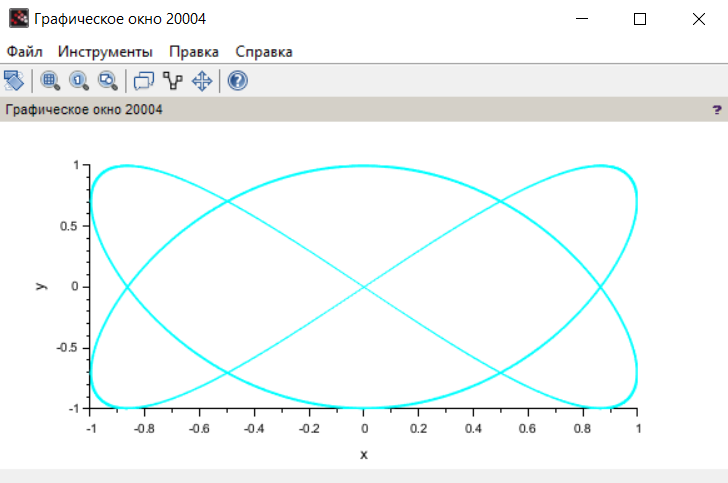 Графическое окно 20004
Файл Инструменты Правка Справка
Графическое окно 20004 ?
1
0.5
y
0
-0.5
-1
-1 -0.8 -0.6 -0.4 -0.2 0 0.2 0.4 0.6 0.8 1
x